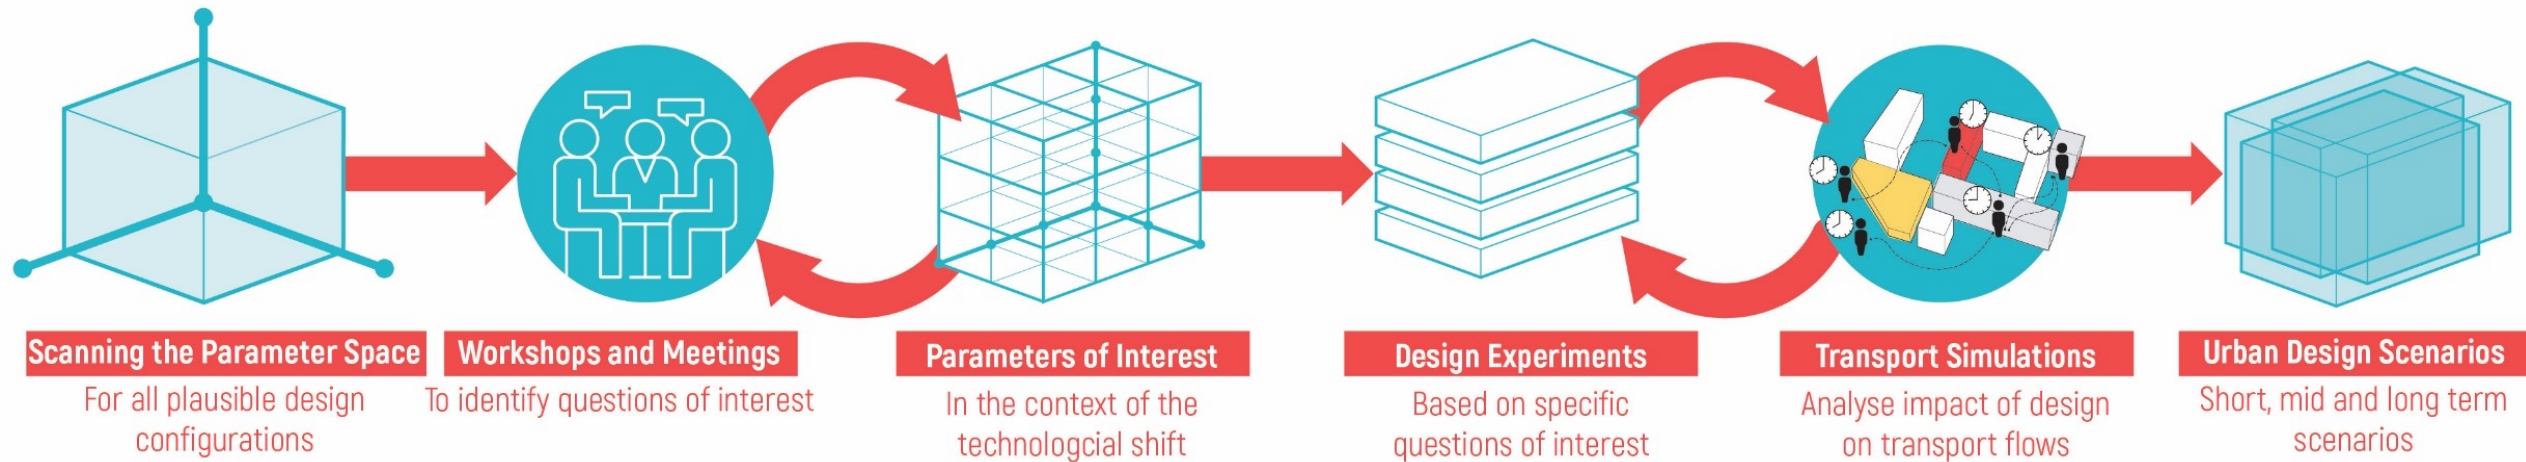 Scanning the Parameter Space
For all plausible design
configurations
Workshops and Meetings
To identify questions of interest
Parameters of Interest
In the context of the
technologcial shift
Design Experiments
Based on specific
questions of interest
Transport Simulations
Analyse impact of design
on transport flows
Urban Design Scenarios
Short, mid and long term
scenarios